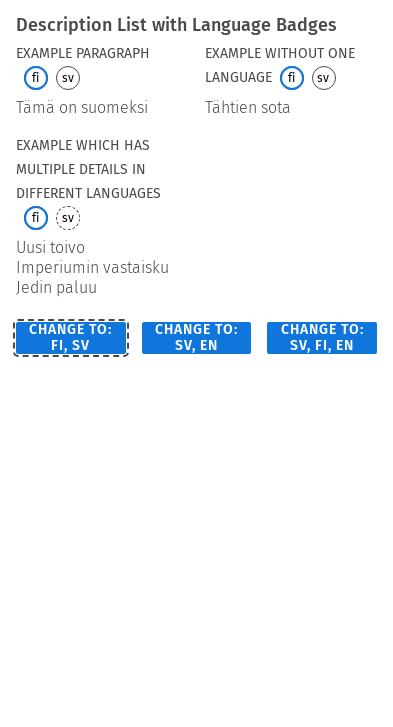 Description List with Language Badges
EXAMPLE PARAGRAPH
fi sv
Tämä on suomeksi
EXAMPLE WITHOUT ONE
LANGUAGE fi sv
Tähtien sota
EXAMPLE WHICH HAS
MULTIPLE DETAILS IN
DIFFERENT LANGUAGES
fi sv
Uusi toivo
Imperiumin vastaisku
Jedin paluu
CHANGE TO:
FI, SV
CHANGE TO:
SV, EN
CHANGE TO:
SV, FI, EN